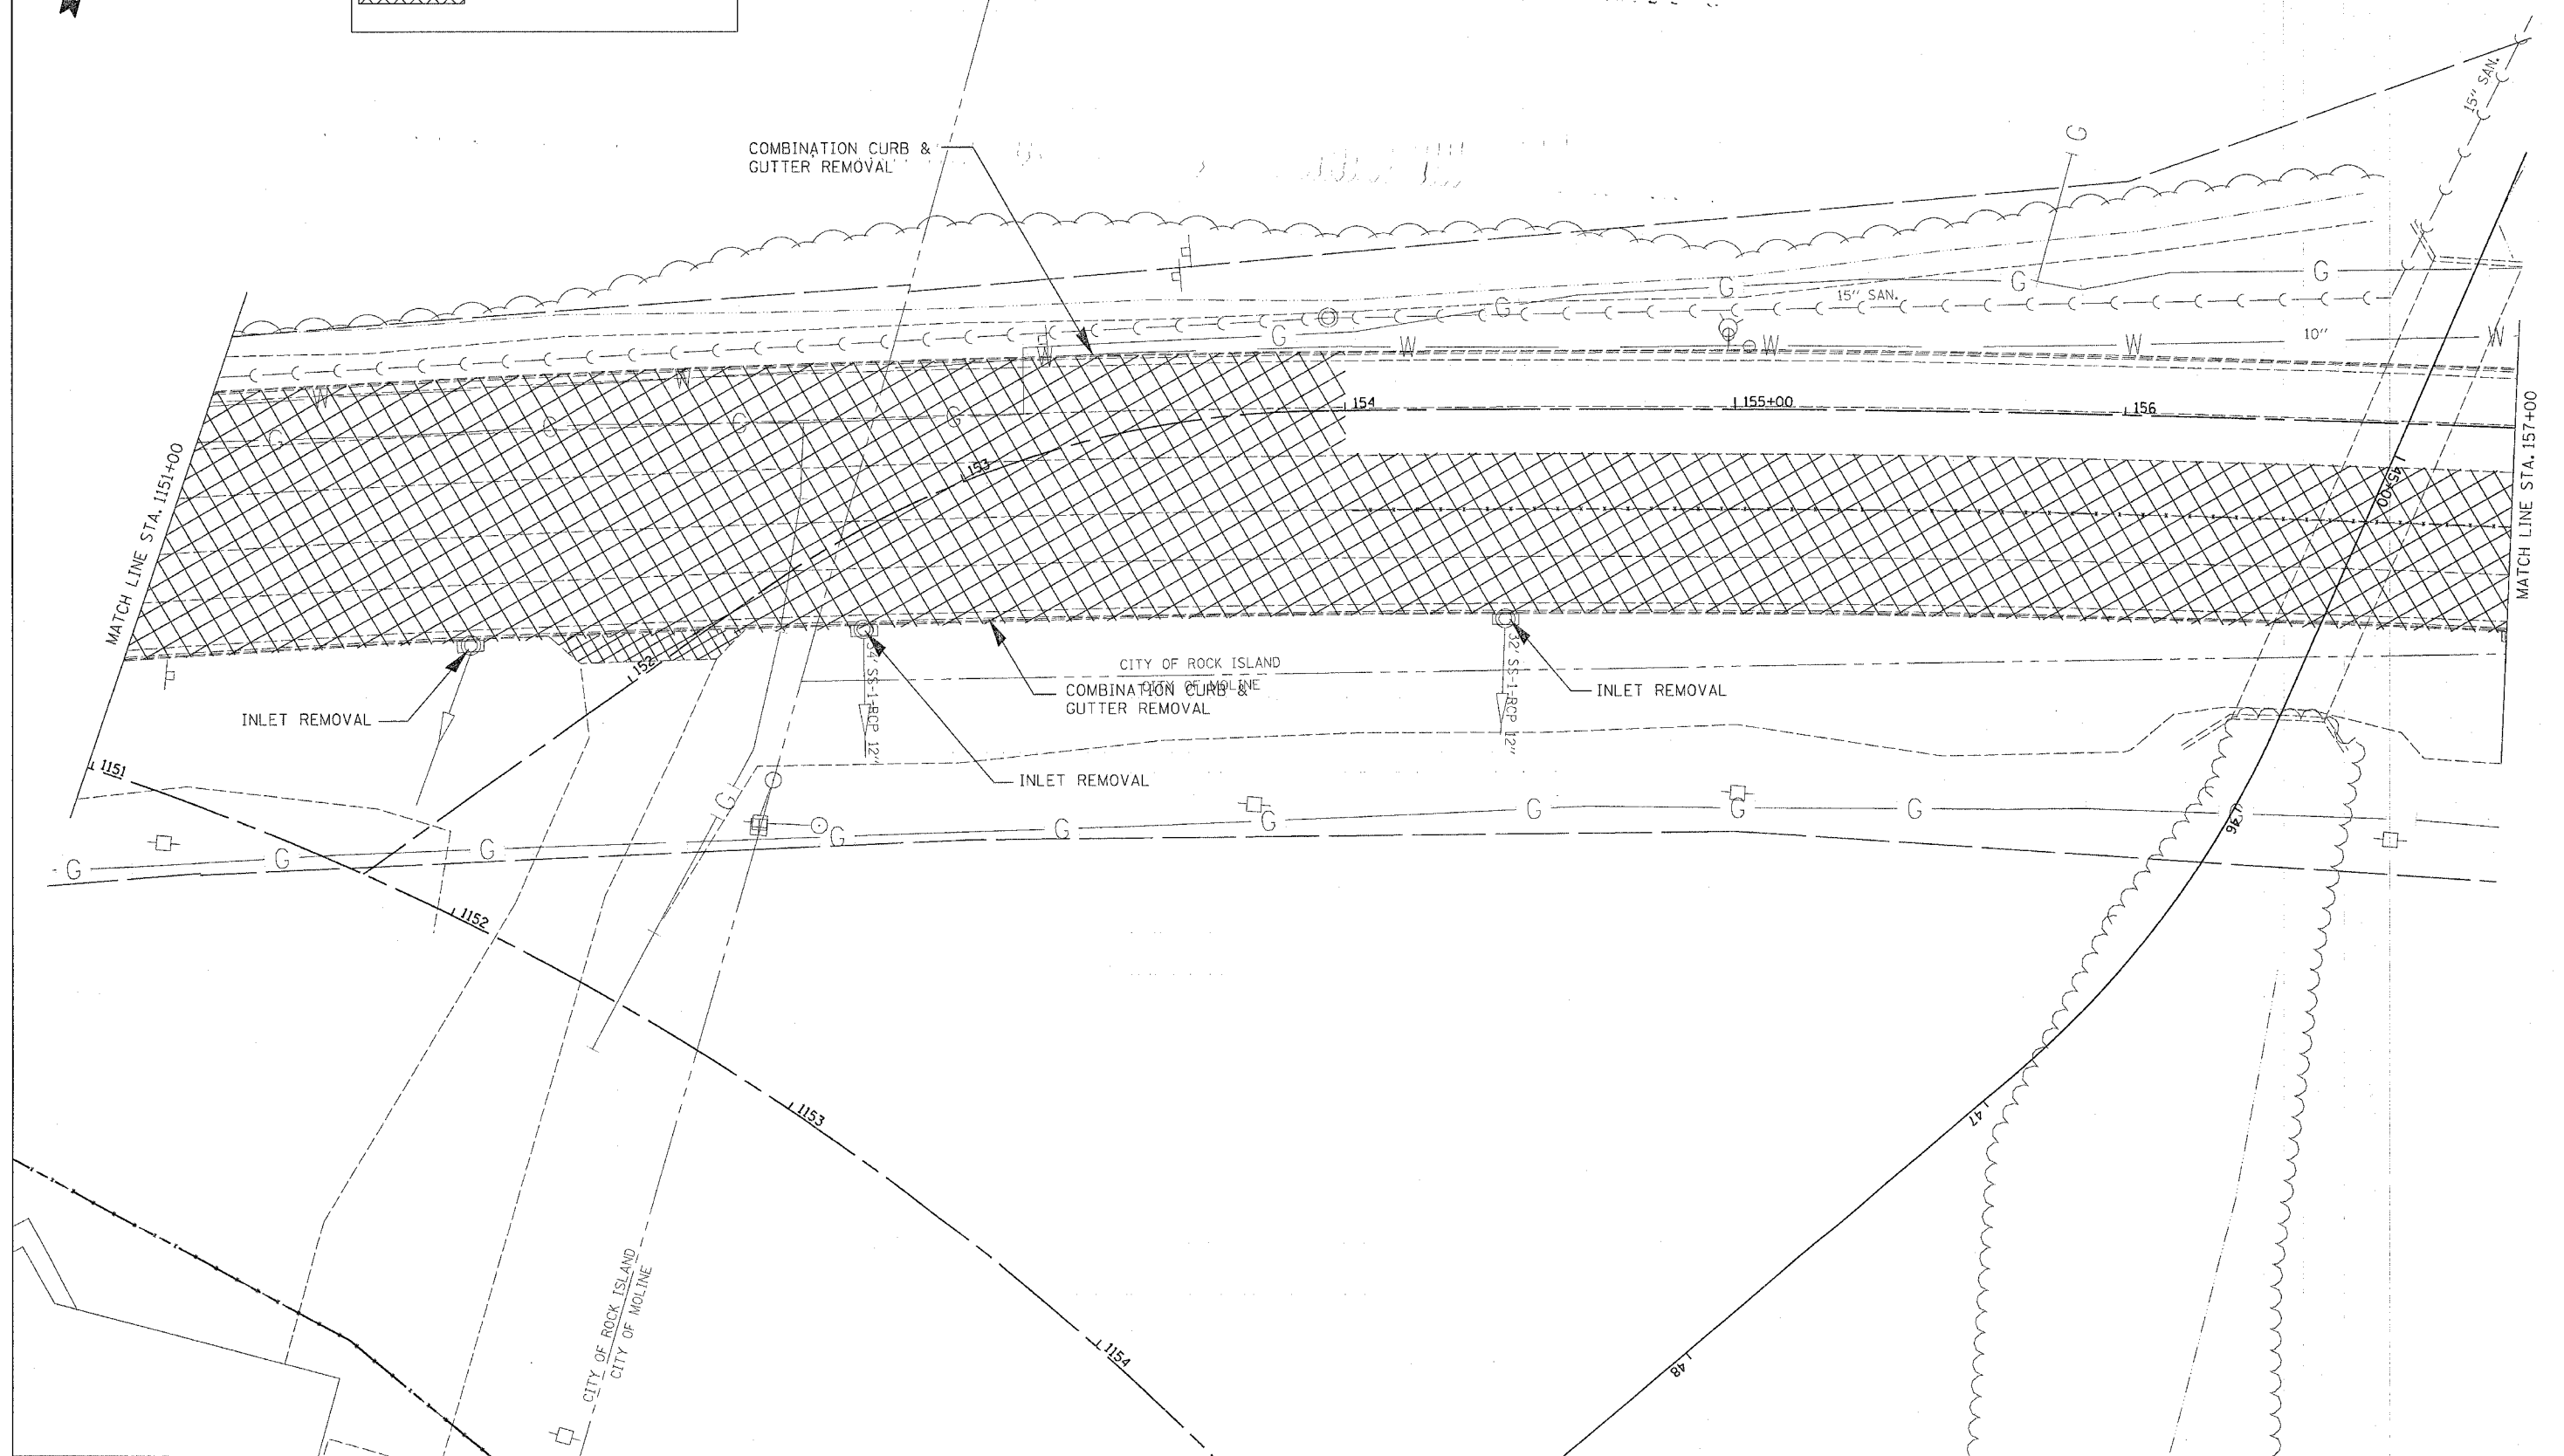 COMBINATION CURB &
GUTTER REMOVAL
15" SAN.
G
G
G
G
15" SAN.
G
G
W
W
W
10"
W
W
W
154
155+00
156
G
G
G
G
153
MATCH LINE STA. 1151+00
MATCH LINE STA. 157+00
45+00
152
SS-1-RCP 12"
32' SS-1-RCP 12"
CITY OF ROCK ISLAND
CITY OF MOLINE
COMBINATION CURB &
GUTTER REMOVAL
INLET REMOVAL
INLET REMOVAL
INLET REMOVAL
1151
G
G
G
G
G
G
G
G
G
G
46
1152
1153
47
CITY OF ROCK ISLAND
CITY OF MOLINE
1154
48